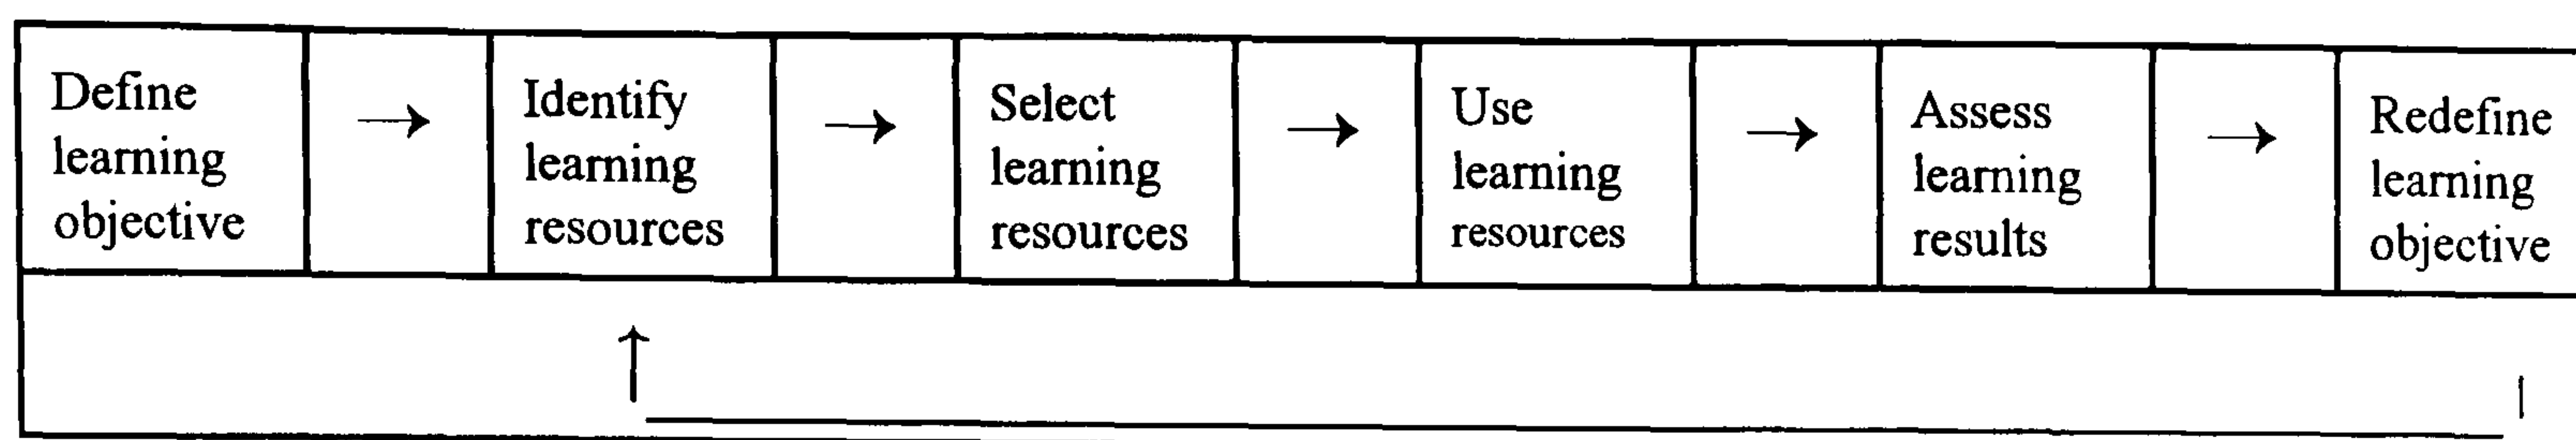 Define
learning
objective
→
Identify
learning
resources
→
Select
learning
resources
→
Use
learning
resources
→
Assess
learning
results
→
Redefine
learning
objective